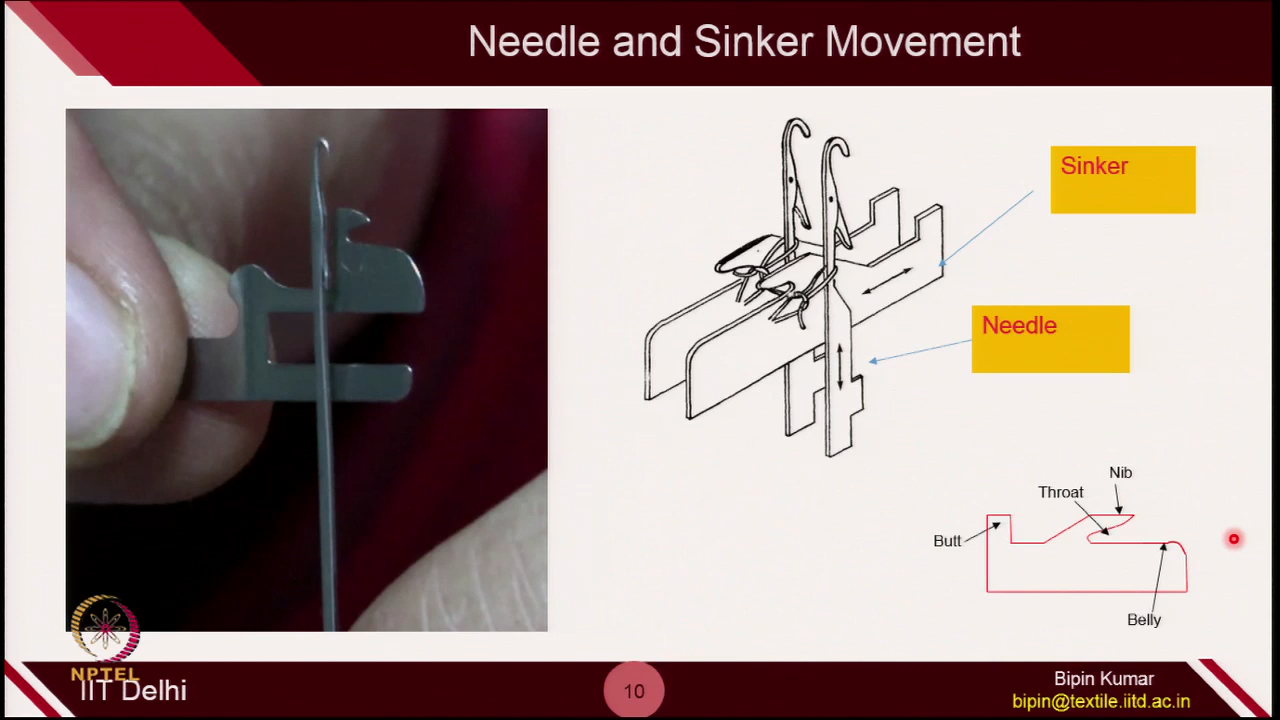 Needle and Sinker Movement
Sinker
Needle
Nib
Throat
Butt
Belly
NPTEL
IIT Delhi
10
Bipin Kumar
bipin@textile.iitd.ac.in